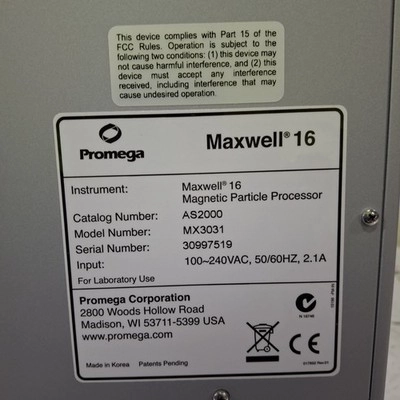 This device complies with Part 15 of the
FCC Rules. Operation is subject to the
following two conditions: (1) this device may
not cause harmful interference, and (2) this
device must accept any interference
received, including interference that may
cause undesired operation.
Promega
Maxwell® 16
Instrument: Maxwell® 16
Magnetic Particle Processor
Catalog Number: AS2000
Model Number: MX3031
Serial Number: 30997519
Input: 100~240VAC, 50/60HZ, 2.1A
For Laboratory Use
Promega Corporation
2800 Woods Hollow Road
Madison, WI 53711-5399 USA
www.promega.com
Made in Korea Patents Pending
CE